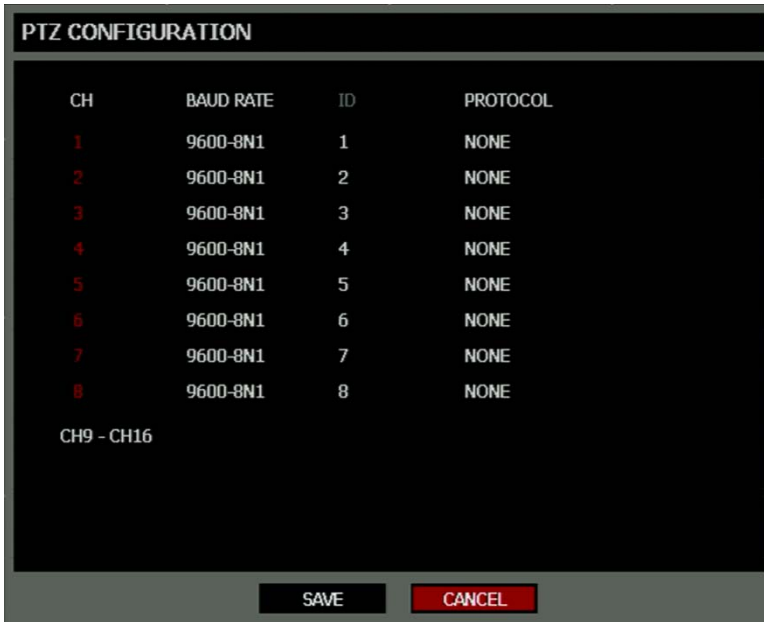 PTZ CONFIGURATION
CH BAUD RATE ID PROTOCOL
1 9600-8N1 1 NONE
2 9600-8N1 2 NONE
3 9600-8N1 3 NONE
4 9600-8N1 4 NONE
5 9600-8N1 5 NONE
6 9600-8N1 6 NONE
7 9600-8N1 7 NONE
8 9600-8N1 8 NONE
CH9 - CH16
SAVE CANCEL